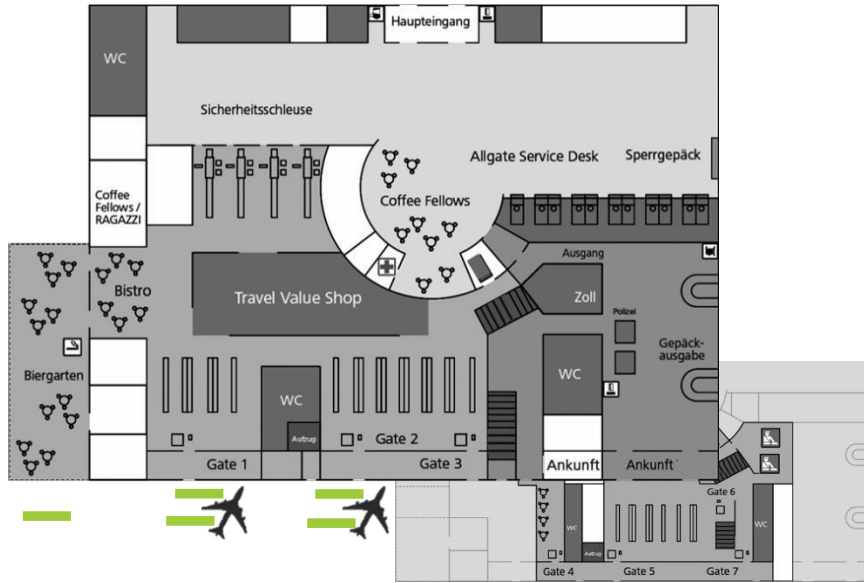 Haupteingang
WC
Sicherheitsschleuse
Allgate Service Desk
Sperrgepäck
Coffee
Fellows /
RAGAZZI
Coffee Fellows
Ausgang
Bistro
Travel Value Shop
Zoll
Polizei
Gepäck-
ausgabe
Biergarten
WC
WC
Aufzug
Gate 1
Gate 2
Gate 3
Ankunft
Ankunft
Gate 6
WC
WC
Aufzug
Gate 4
Gate 5
Gate 7